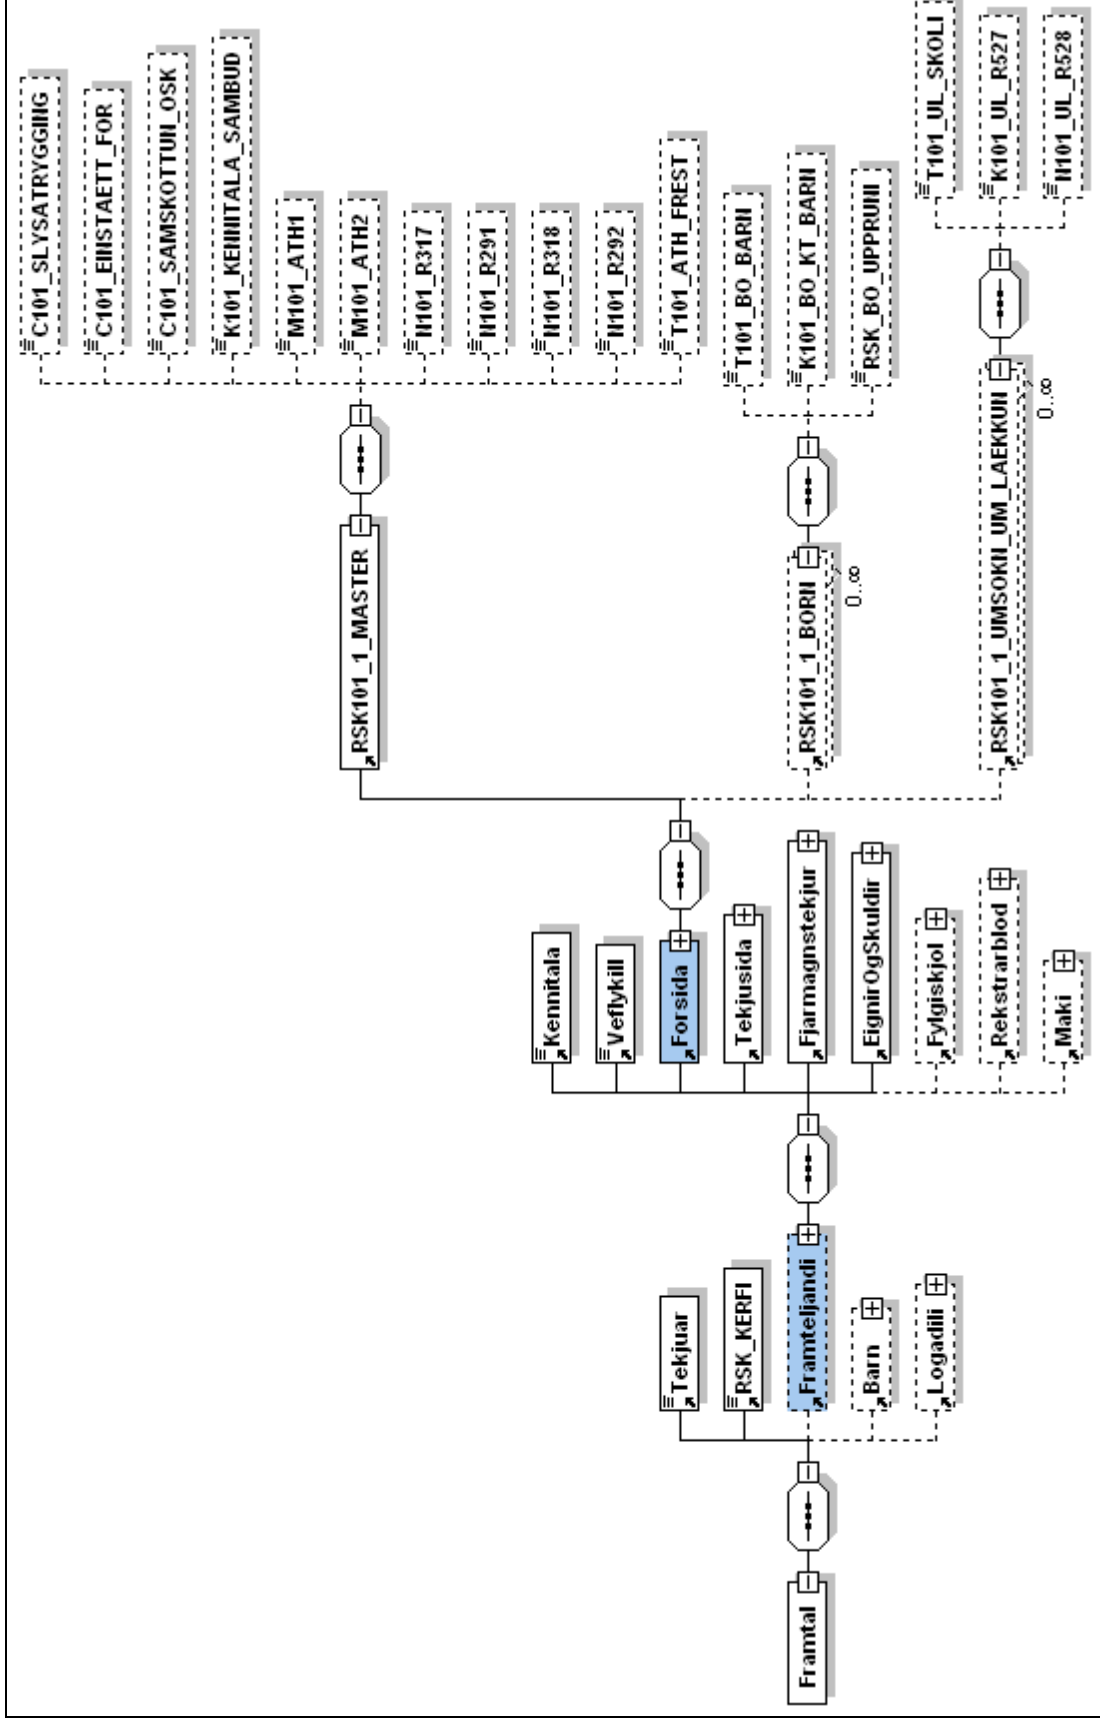 Framtal
Tekjuar
RSK_KERFI
Framteljandi
Barn
Logadili
Kennitala
Veflykill
Forsida
Tekjusida
Fjarmagnstekjur
EignirOgSkuldir
Fylgiskjol
Rekstrarblod
Maki
RSK101_1_MASTER
C101_SLYSATRYGGING
C101_EINSTAETT_FOR
C101_SAMSKOTTUN_OSK
K101_KENNITALA_SAMBUD
M101_ATH1
M101_ATH2
N101_R317
N101_R291
N101_R318
N101_R292
T101_ATH_FREST
RSK101_1_BORN
0..∞
T101_BO_BARN
K101_BO_KT_BARN
RSK_BO_UPPRUNI
RSK101_1_UMSOKN_UM_LAEKKUN
0..∞
T101_UL_SKOLI
K101_UL_R527
N101_UL_R528